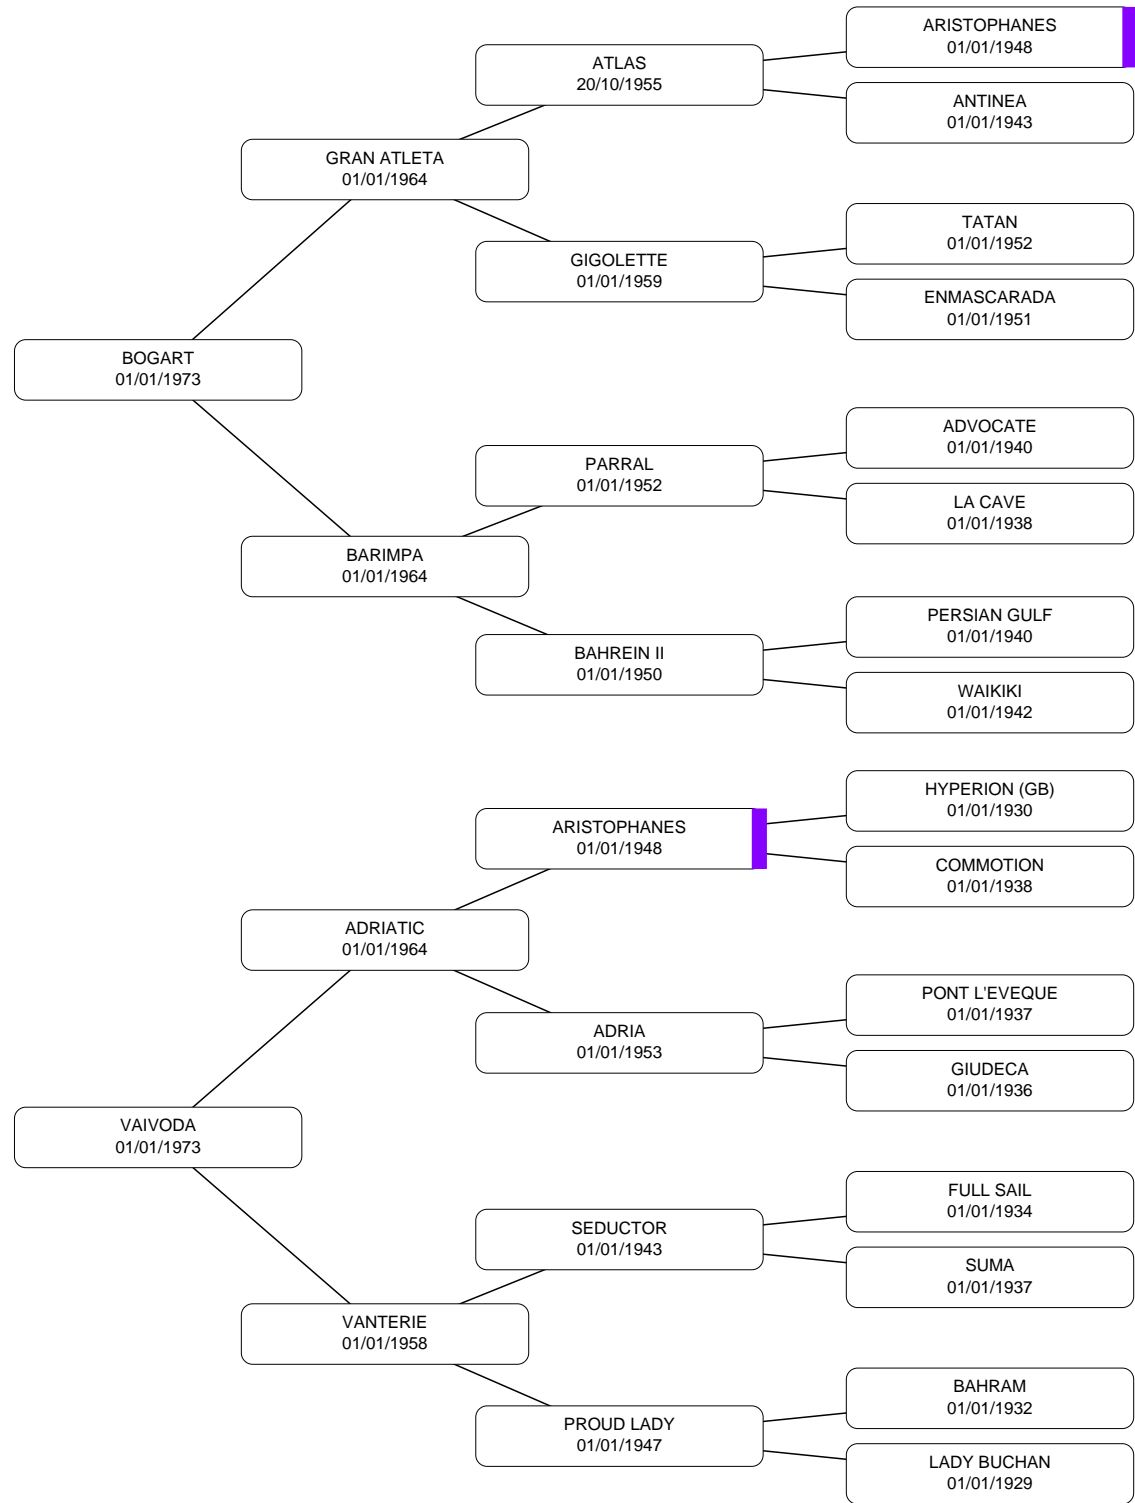 ARISTOPHANES
01/01/1948
ATLAS
20/10/1955
ANTINEA
01/01/1943
GRAN ATLETA
01/01/1964
TATAN
01/01/1952
GIGOLETTE
01/01/1959
ENMASCARADA
01/01/1951
BOGART
01/01/1973
ADVOCATE
01/01/1940
PARRAL
01/01/1952
LA CAVE
01/01/1938
BARIMPA
01/01/1964
PERSIAN GULF
01/01/1940
BAHREIN II
01/01/1950
WAIKIKI
01/01/1942
HYPERION (GB)
01/01/1930
ARISTOPHANES
01/01/1948
COMMOTION
01/01/1938
ADRIATIC
01/01/1964
PONT L'EVEQUE
01/01/1937
ADRIA
01/01/1953
GIUDECA
01/01/1936
VAIVODA
01/01/1973
FULL SAIL
01/01/1934
SEDUCTOR
01/01/1943
SUMA
01/01/1937
VANTERIE
01/01/1958
BAHRAM
01/01/1932
PROUD LADY
01/01/1947
LADY BUCHAN
01/01/1929